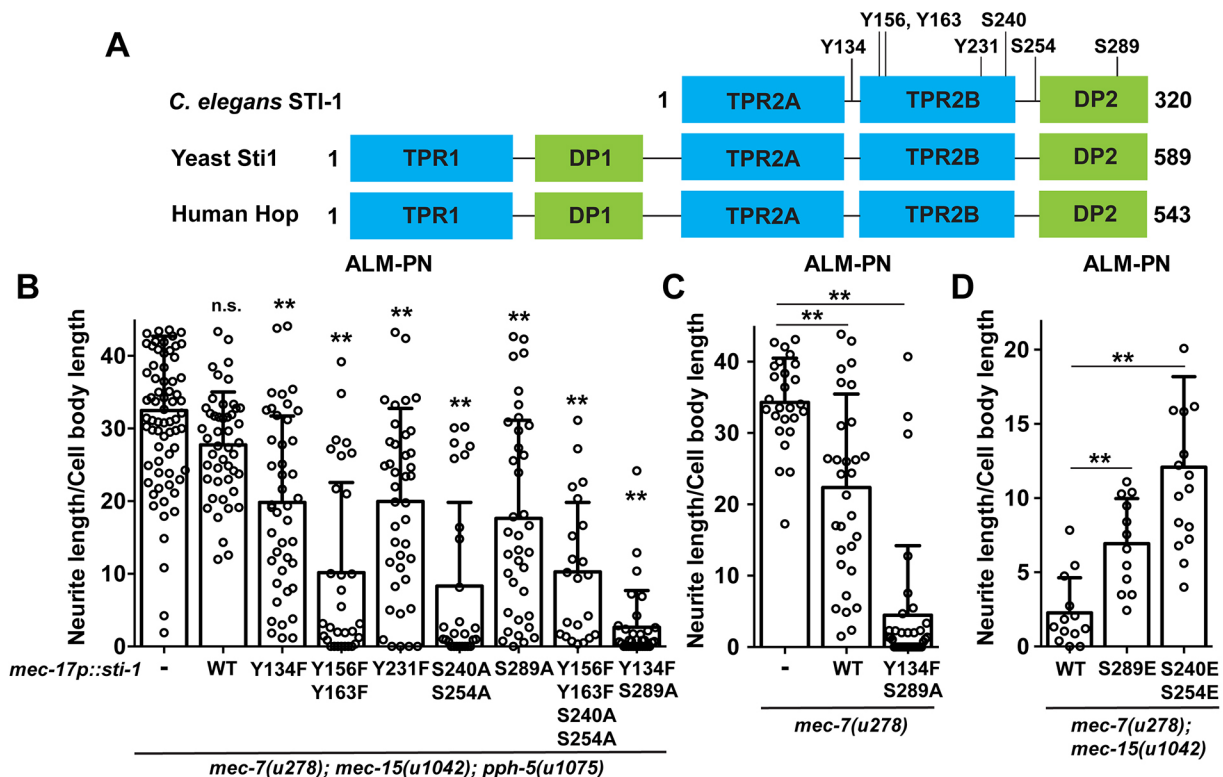 A
Y156, Y163 S240
Y134 Y231 S254 S289
C. elegans STI-1 1 TPR2A TPR2B DP2 320
Yeast Sti1 1 TPR1 DP1 TPR2A TPR2B DP2 589
Human Hop 1 TPR1 DP1 TPR2A TPR2B DP2 543
B
ALM-PN
Neurite length/Cell body length
40
30
20
10
0
n.s. ** ** ** ** ** ** **
mec-17p::sti-1 - WT Y134F Y156F Y231F S240A S289A Y156F Y134F
Y163F S254A Y163F S289A
S240A
S254A
mec-7(u278); mec-15(u1042); pph-5(u1075)
C
ALM-PN
Neurite length/Cell body length
40
30
20
10
0
**
**
- WT Y134F
S289A
mec-7(u278)
D
ALM-PN
Neurite length/Cell body length
20
15
10
5
0
**
**
WT S289E S240E
S254E
mec-7(u278);
mec-15(u1042)